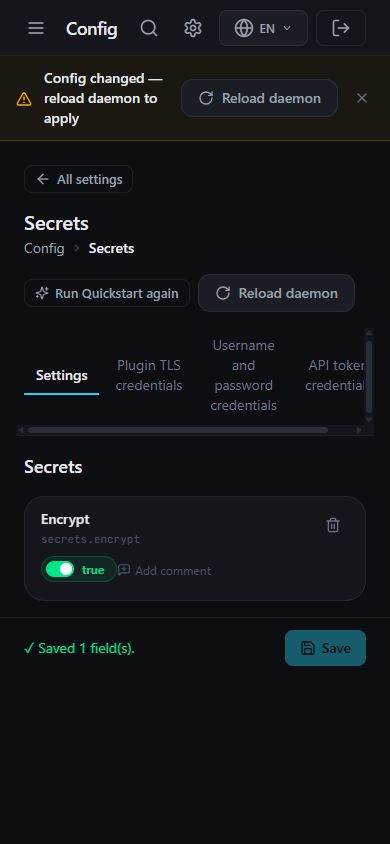 Config
EN
Config changed —
reload daemon to
apply
Reload daemon
All settings
Secrets
Config > Secrets
Run Quickstart again
Reload daemon
Settings
Plugin TLS
credentials
Username
and
password
credentials
API token
credential
Secrets
Encrypt
secrets.encrypt
true
Add comment
✓ Saved 1 field(s).
Save